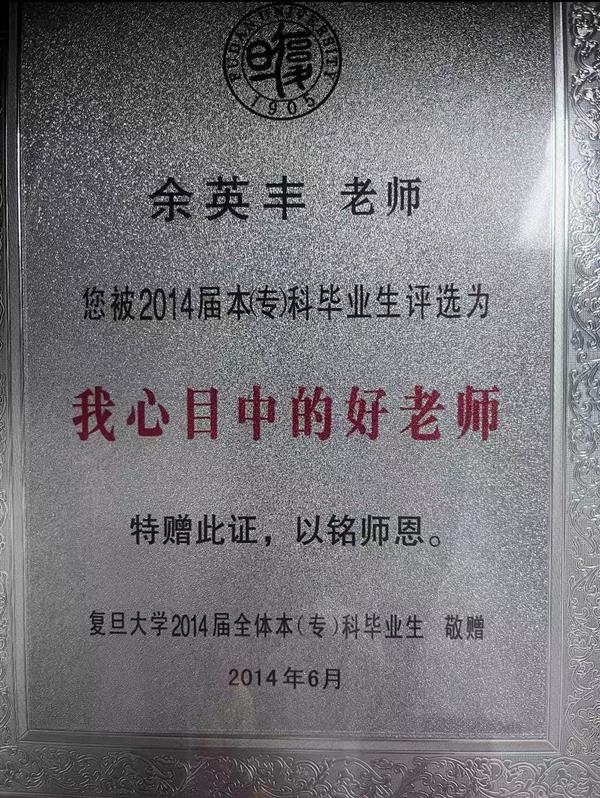 FUDAN UNIVERSITY
1905
余英丰 老师
您被2014届本(专)科毕业生评选为
我心目中的好老师
特赠此证，以铭师恩。
复旦大学2014届全体本(专)科毕业生 敬赠
2014年6月